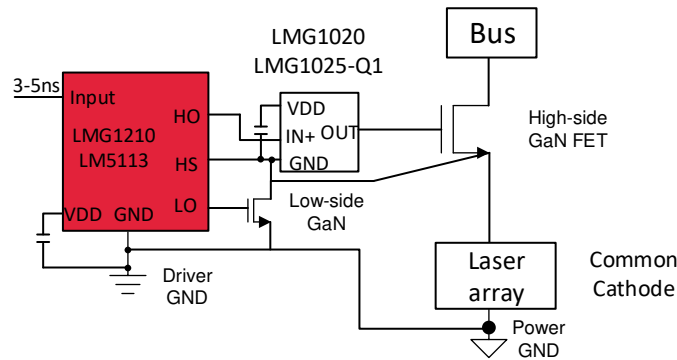 LMG1020
LMG1025-Q1
Bus
3-5ns
Input
LMG1210
LM5113
HO
HS
LO
VDD
GND
VDD
IN+
OUT
GND
High-side
GaN FET
Low-side
GaN
Driver
GND
Laser
array
Common
Cathode
Power
GND